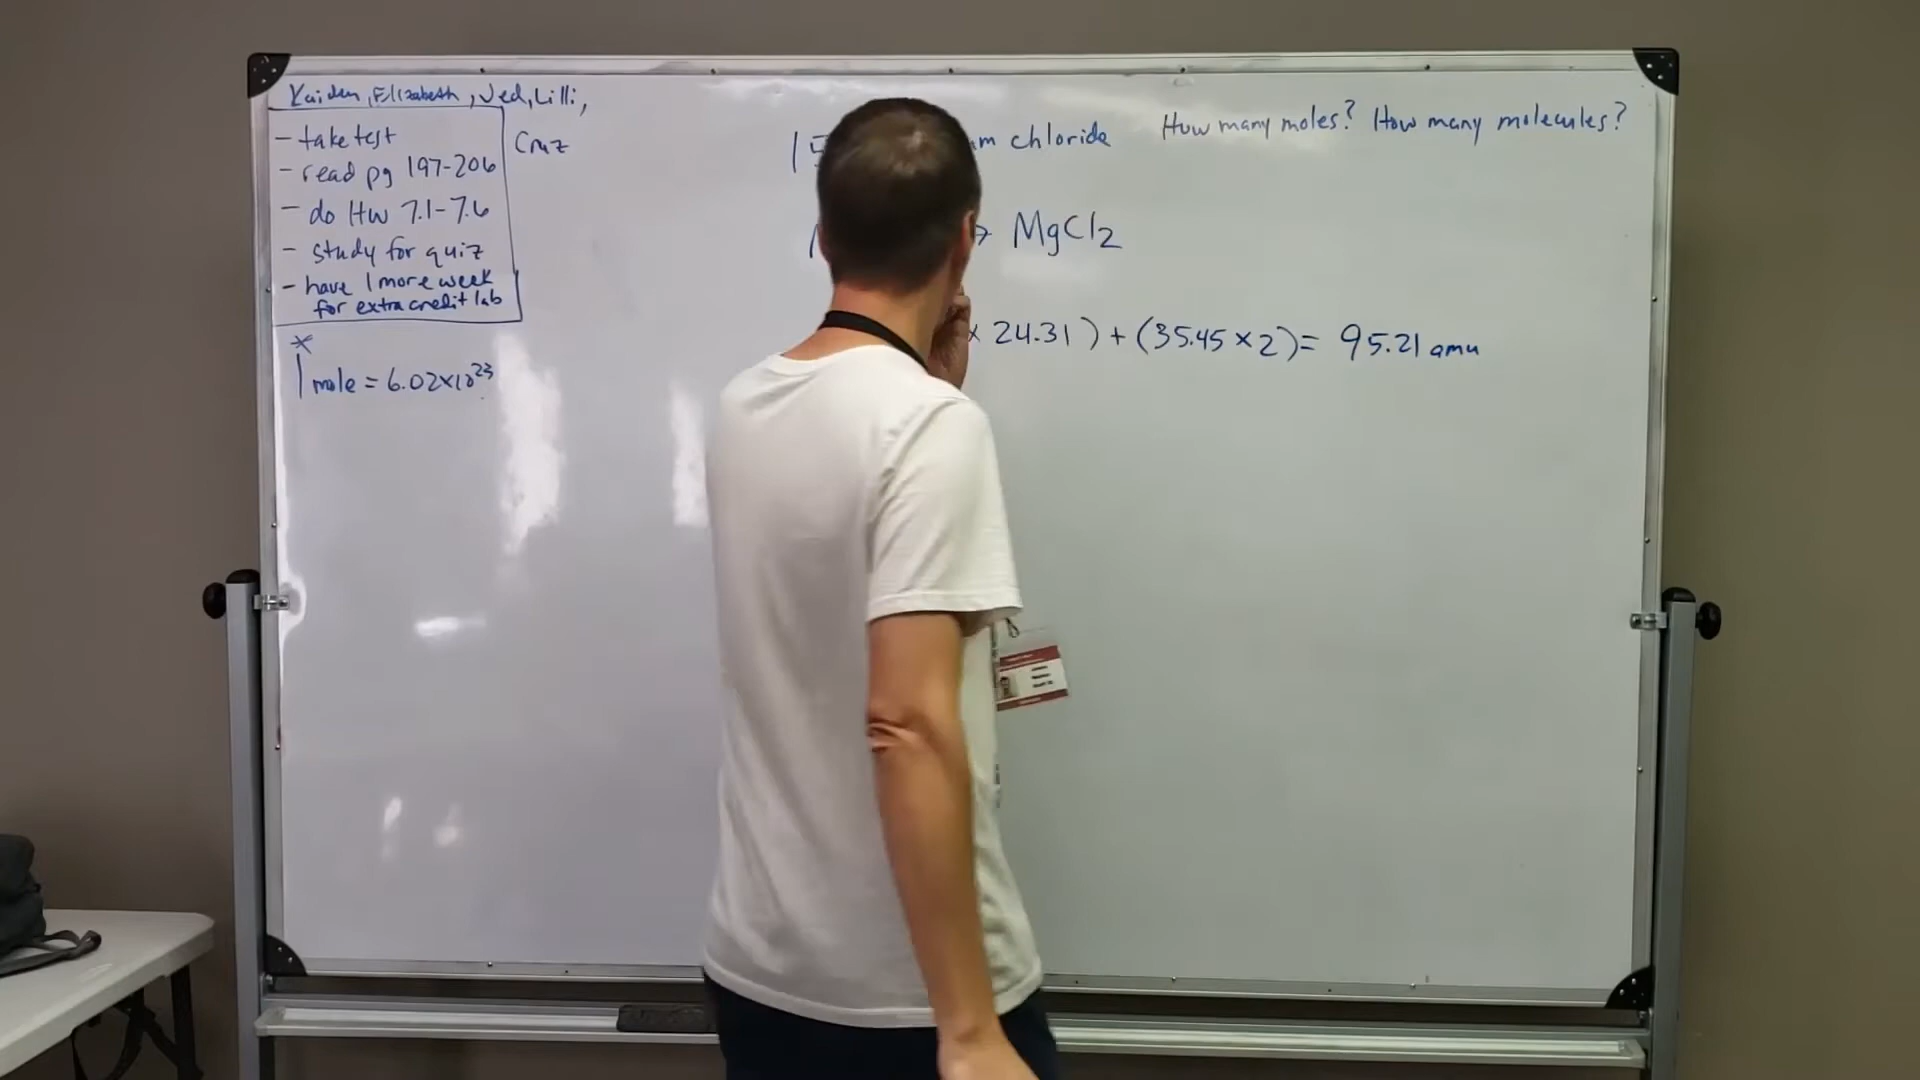 Kaiden, Elizabeth, Jed, Lilli,
Cruz
- take test
- read pg 197-206
- do HW 7.1-7.6
- study for quiz
- have 1 more week
for extra credit lab
*
1 mole = 6.02x10²³
15 m chloride How many moles? How many molecules?
→ MgCl₂
x 24.31 ) + (35.45 x 2) = 95.21 amu